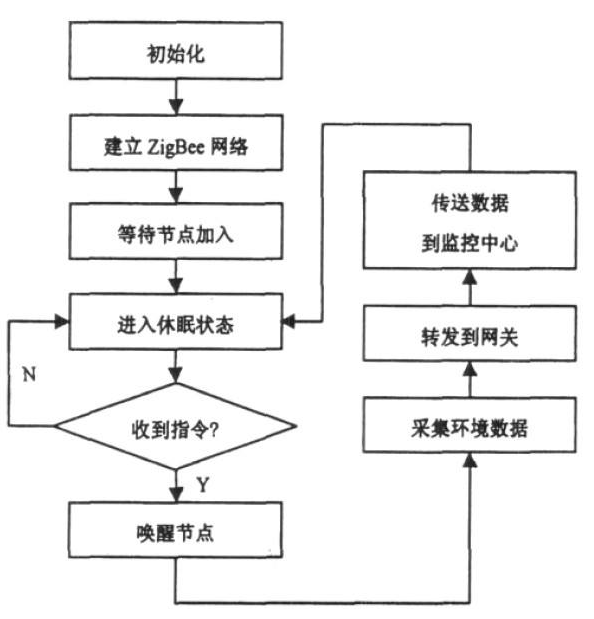 初始化
建立 ZigBee 网络
等待节点加入
进入休眠状态
N
收到指令?
Y
唤醒节点
传送数据
到监控中心
转发到网关
采集环境数据